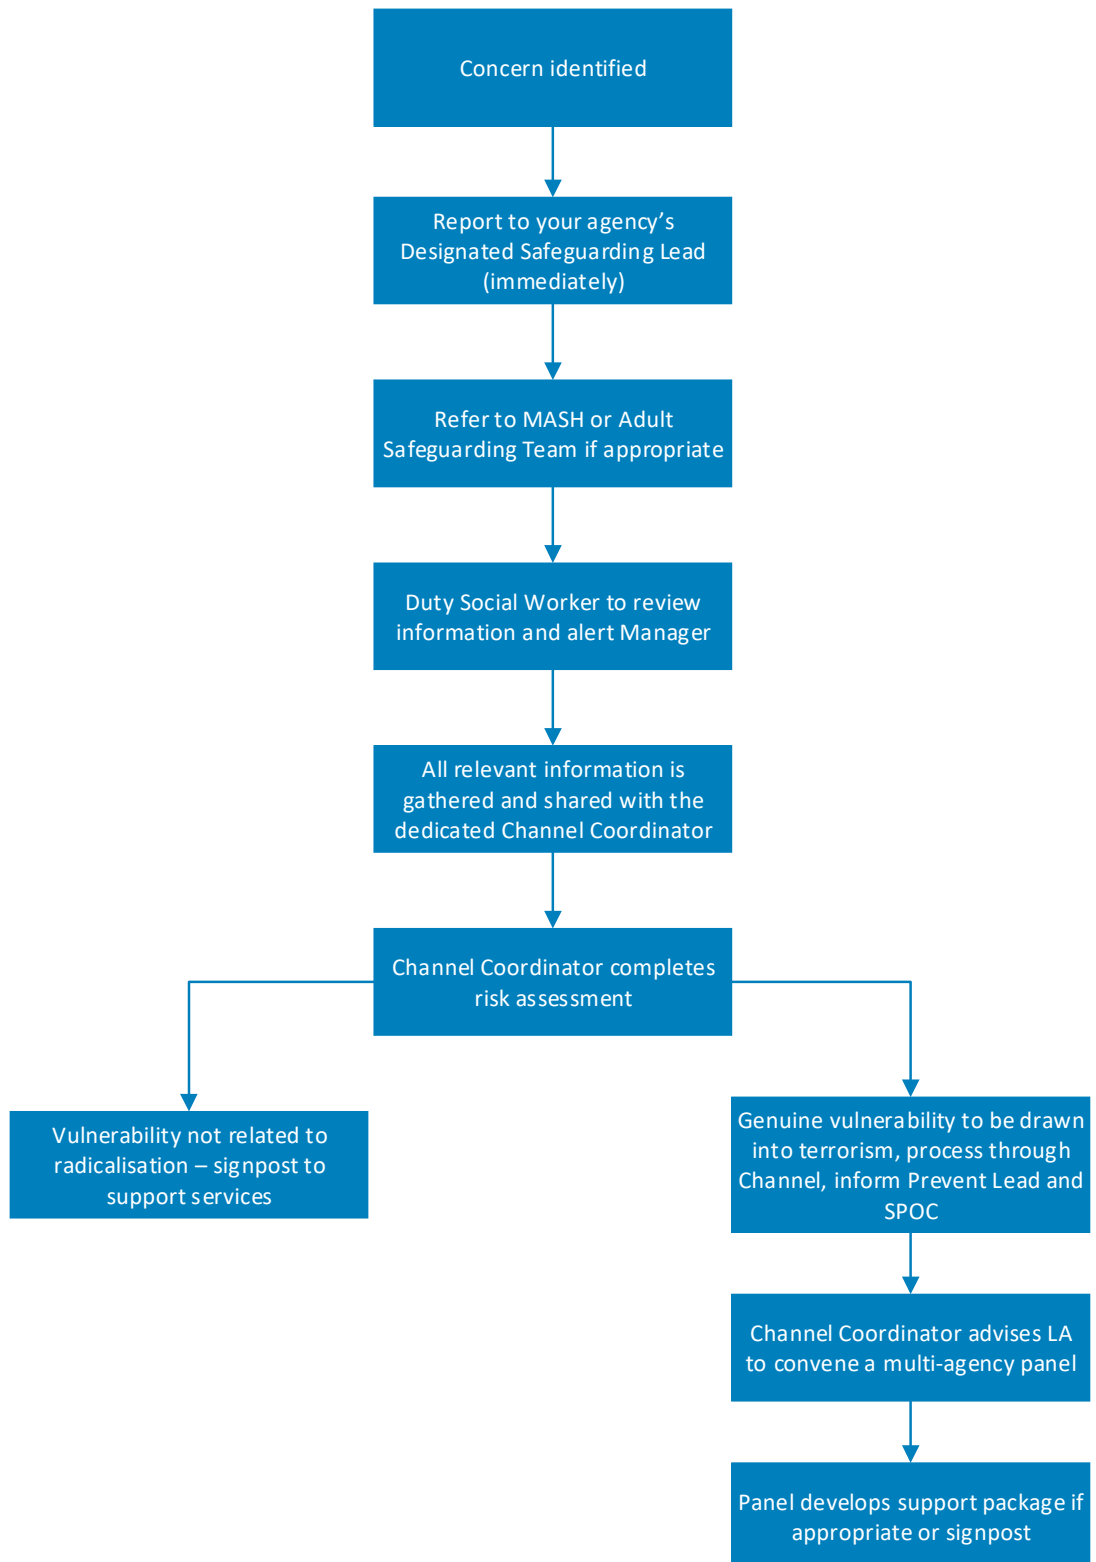 Concern identified
Report to your agency’s
Designated Safeguarding Lead
(immediately)
Refer to MASH or Adult
Safeguarding Team if appropriate
Duty Social Worker to review
information and alert Manager
All relevant information is
gathered and shared with the
dedicated Channel Coordinator
Channel Coordinator completes
risk assessment
Vulnerability not related to
radicalisation – signpost to
support services
Genuine vulnerability to be drawn
into terrorism, process through
Channel, inform Prevent Lead and
SPOC
Channel Coordinator advises LA
to convene a multi-agency panel
Panel develops support package if
appropriate or signpost